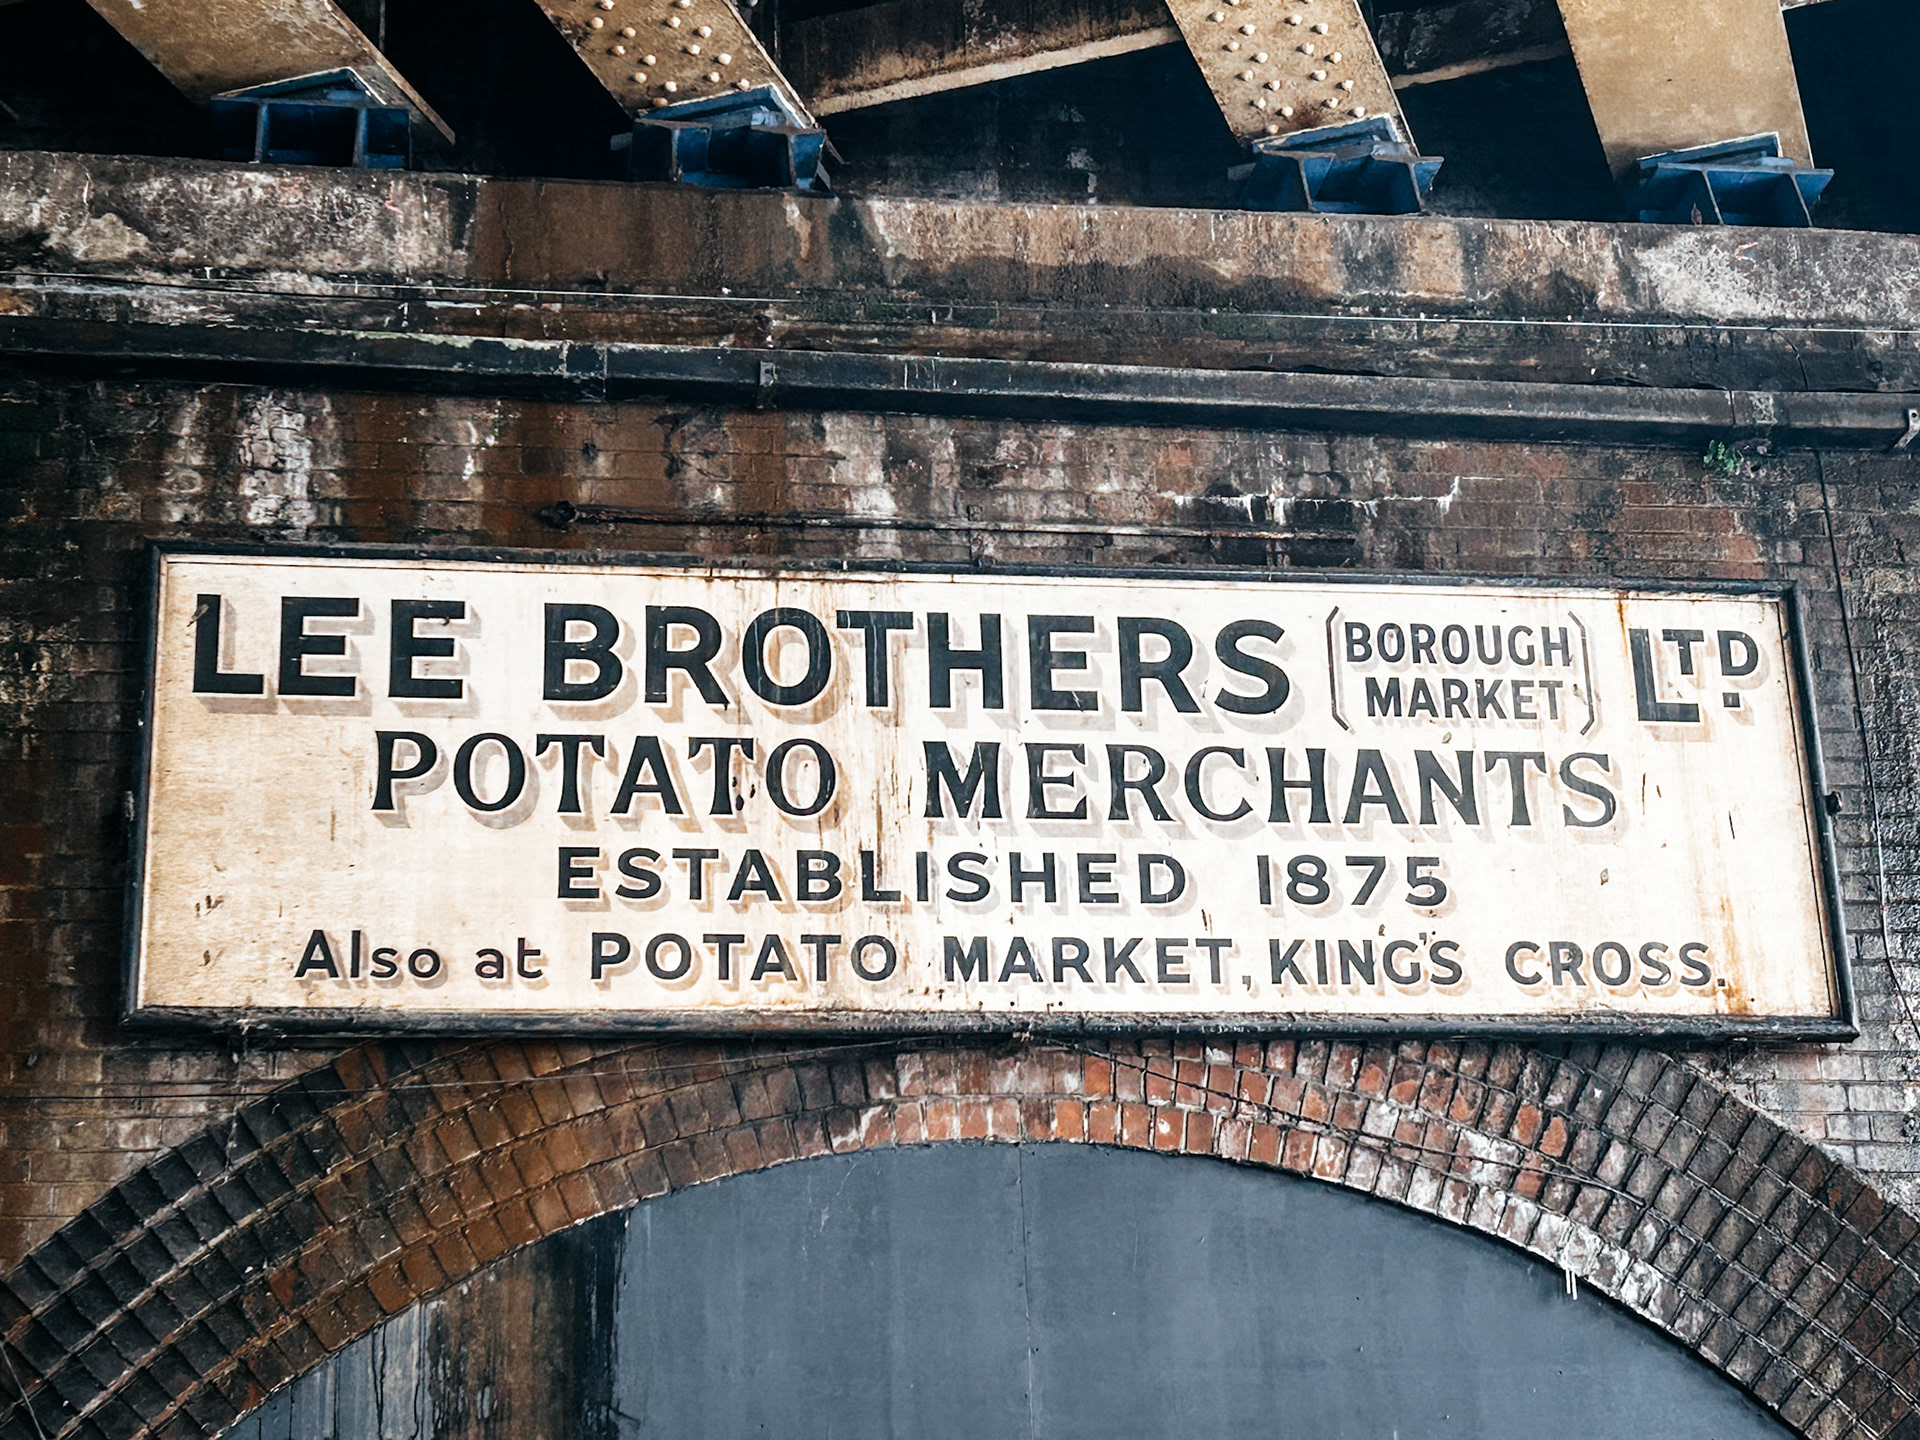 LEE BROTHERS (BOROUGH MARKET) LTD.
POTATO MERCHANTS
ESTABLISHED 1875
Also at POTATO MARKET, KING'S CROSS.